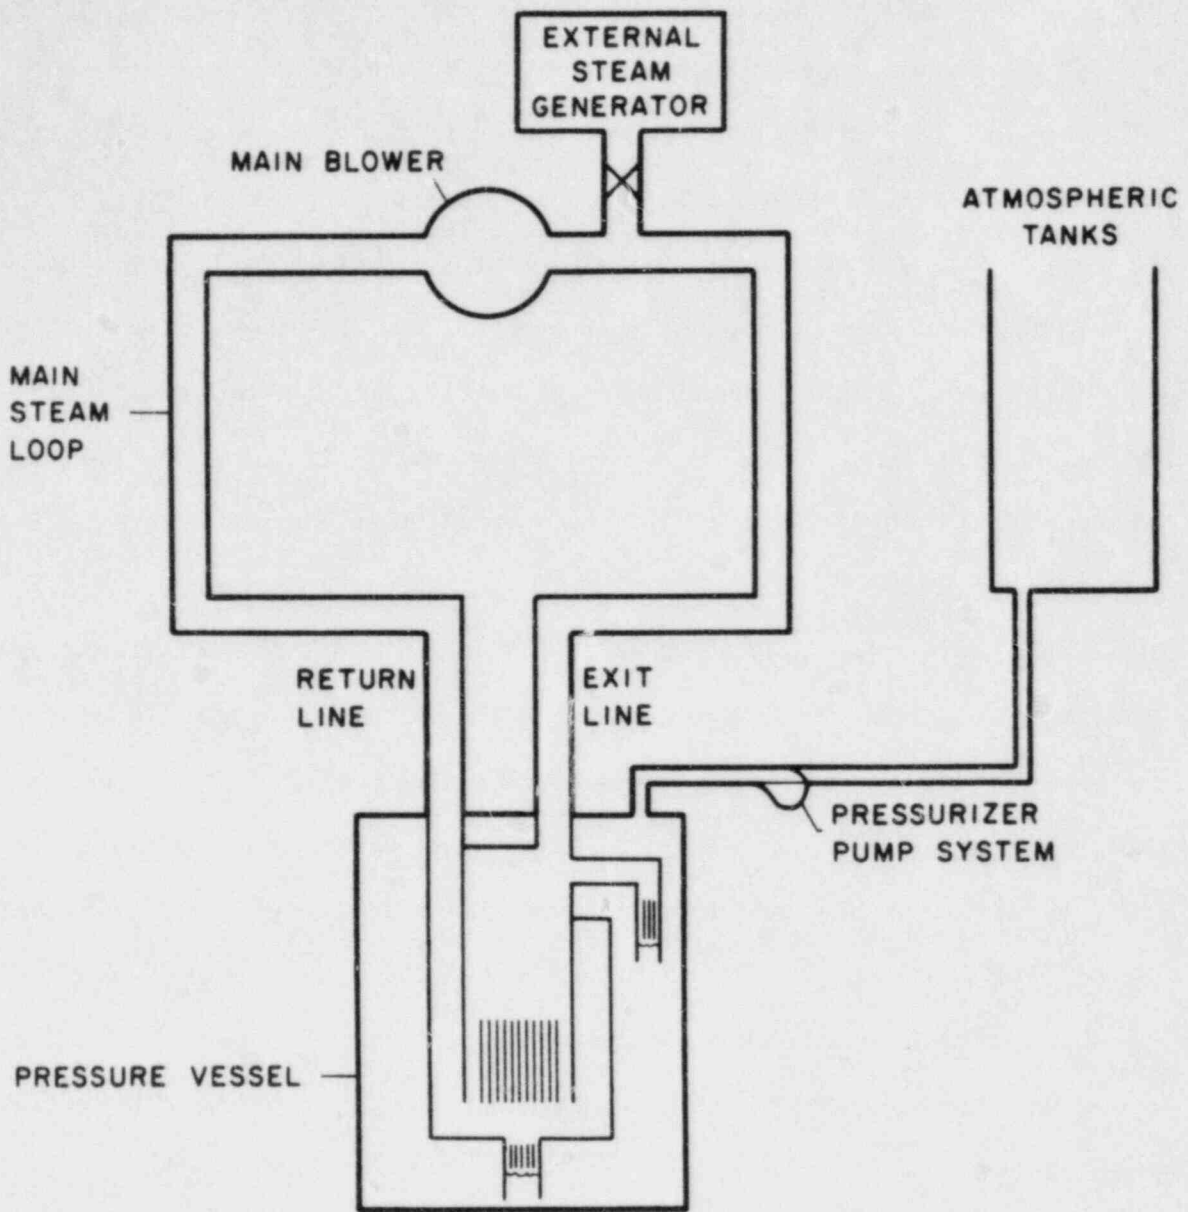 EXTERNAL
STEAM
GENERATOR
MAIN BLOWER
ATMOSPHERIC
TANKS
MAIN
STEAM
LOOP
RETURN
LINE
EXIT
LINE
PRESSURIZER
PUMP SYSTEM
PRESSURE VESSEL